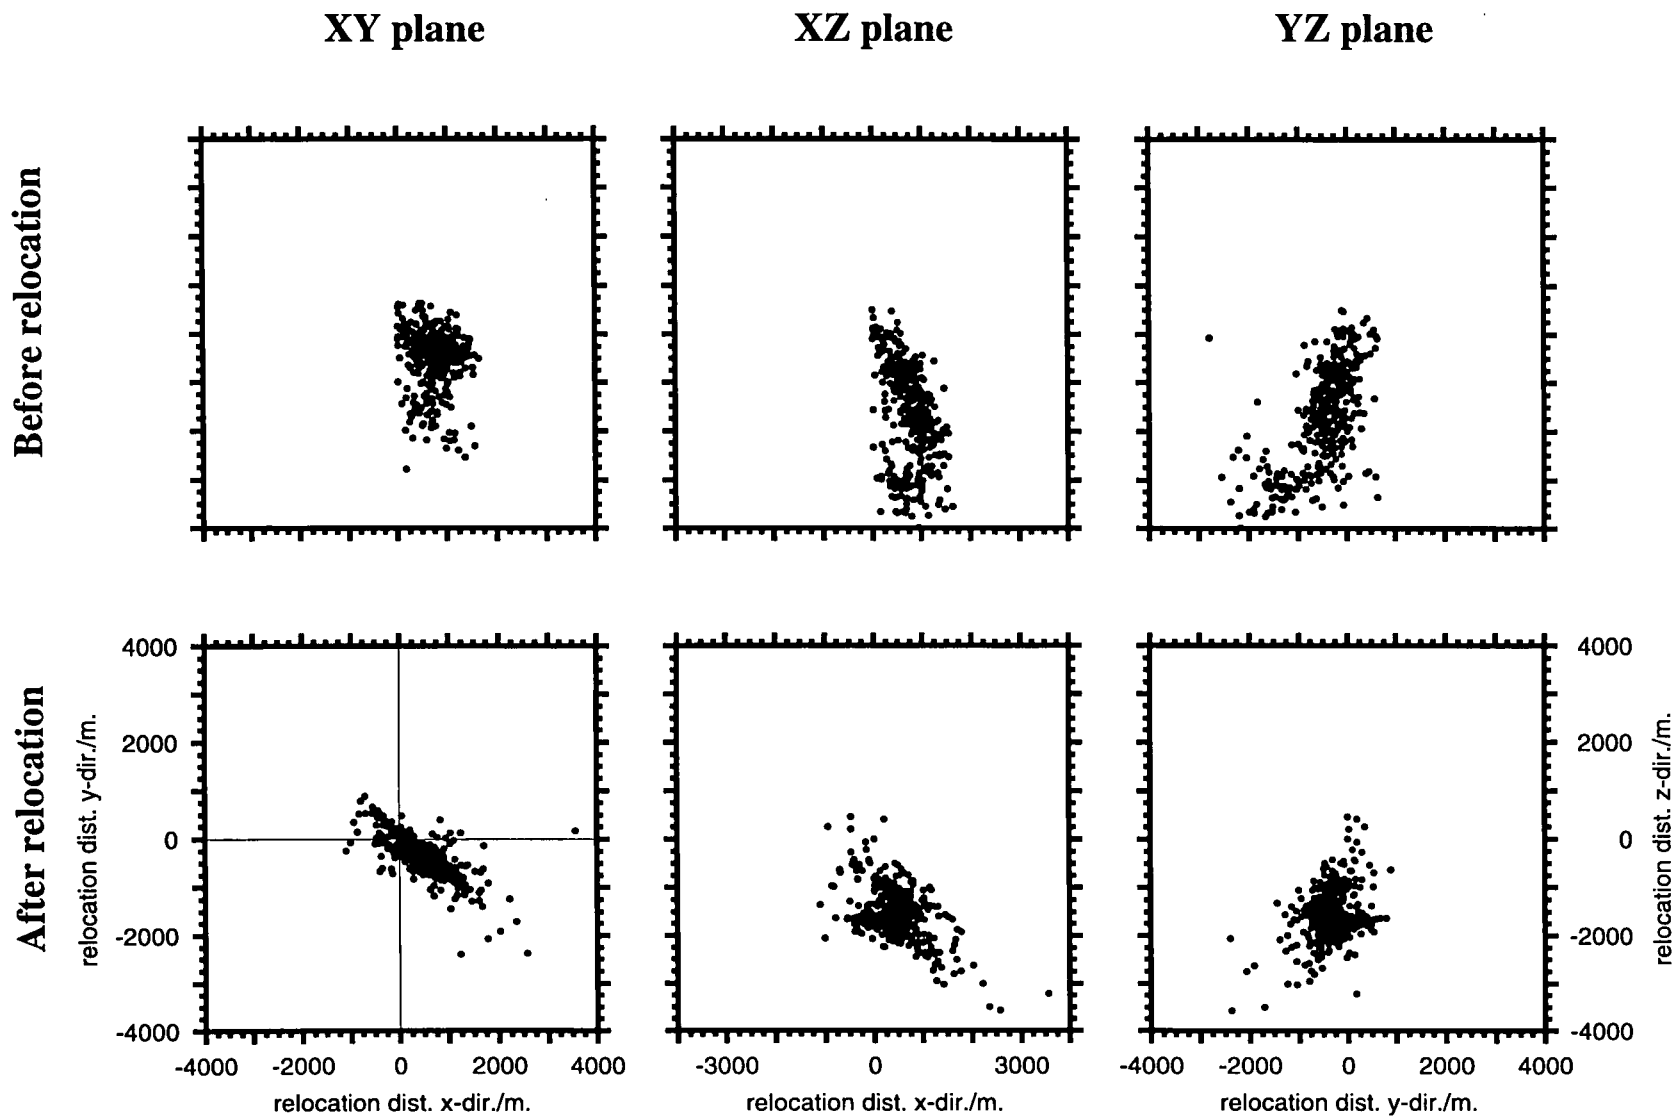 XY plane XZ plane YZ plane
Before relocation
After relocation
relocation dist. y-dir./m.
4000
2000
0
-2000
-4000
4000
2000
0
-2000
-4000
relocation dist. z-dir./m.
-4000 -2000 0 2000 4000
-3000 0 3000
-4000 -2000 0 2000 4000
relocation dist. x-dir./m.
relocation dist. x-dir./m.
relocation dist. y-dir./m.